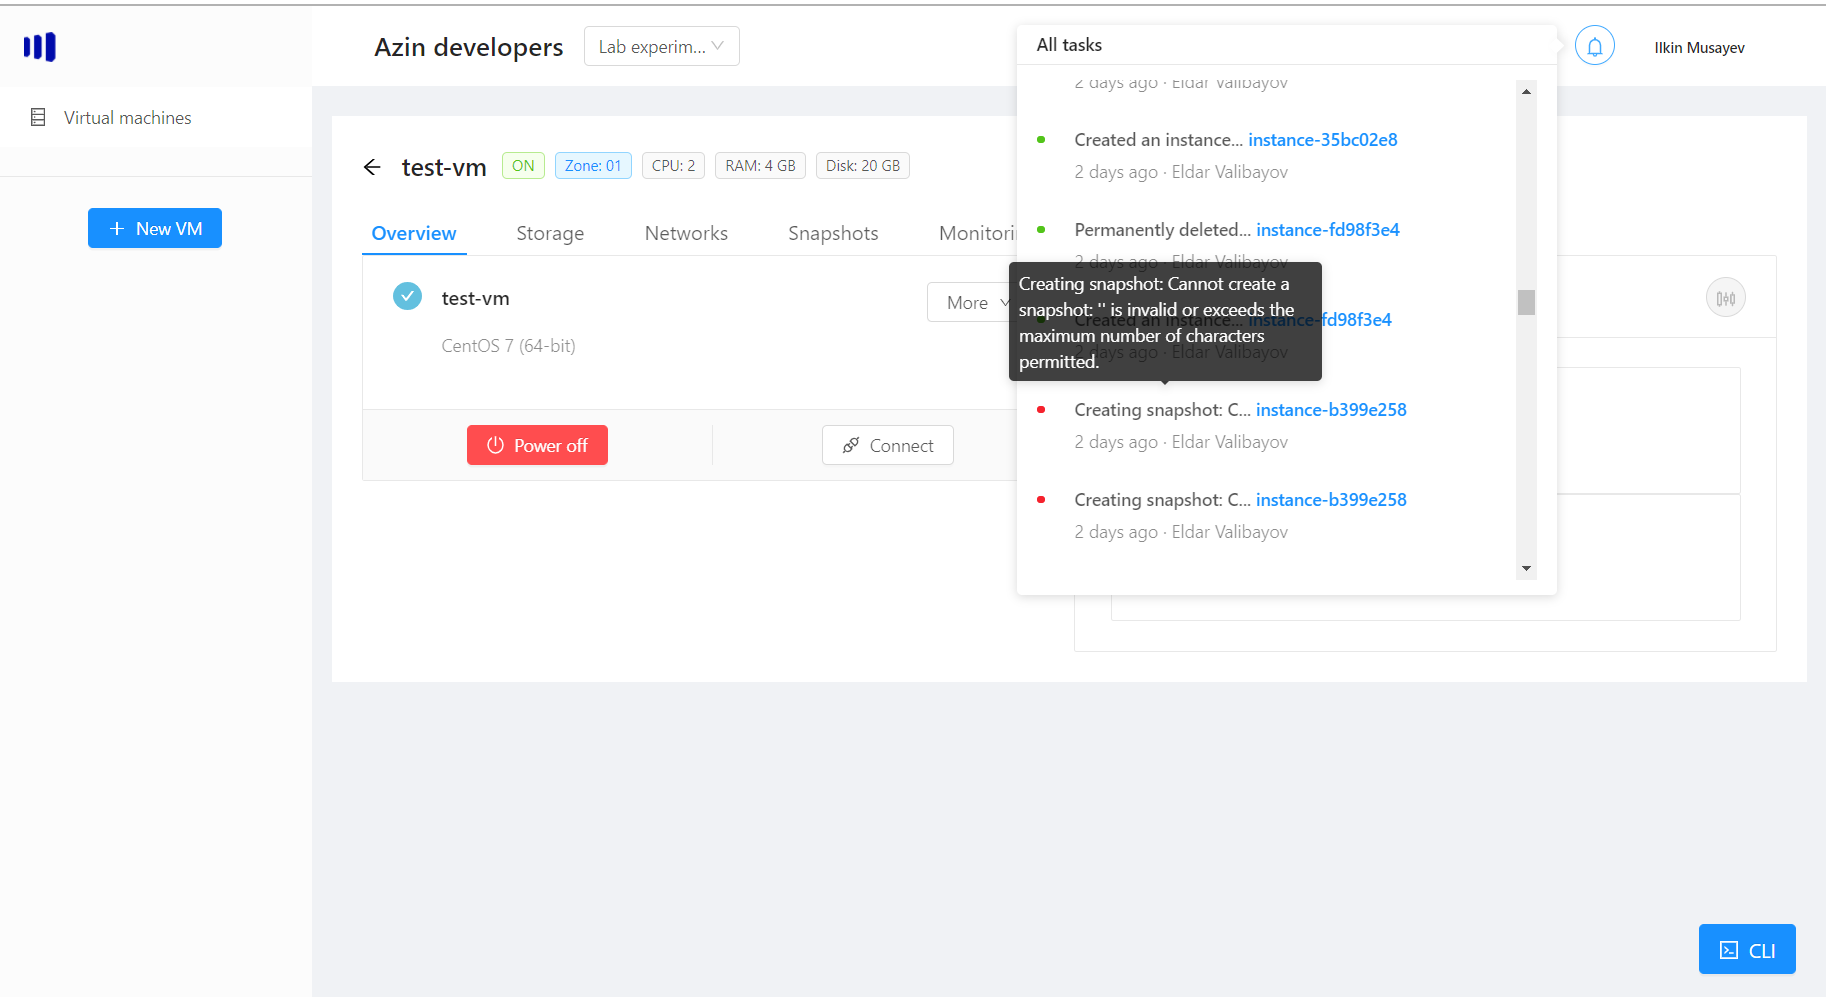 Azin developers
Lab experim...
All tasks
Ilkin Musayev
Virtual machines
New VM
test-vm
ON
Zone: 01
CPU: 2
RAM: 4 GB
Disk: 20 GB
Overview
Storage
Networks
Snapshots
Monitori
test-vm
CentOS 7 (64-bit)
More
Power off
Connect
2 days ago · Eldar Valibayov
Created an instance... instance-35bc02e8
2 days ago · Eldar Valibayov
Permanently deleted... instance-fd98f3e4
2 days ago · Eldar Valibayov
Creating snapshot: Cannot create a
snapshot: '' is invalid or exceeds the
maximum number of characters
permitted.
Created an instance... instance-fd98f3e4
2 days ago · Eldar Valibayov
Creating snapshot: C... instance-b399e258
2 days ago · Eldar Valibayov
Creating snapshot: C... instance-b399e258
2 days ago · Eldar Valibayov
CLI